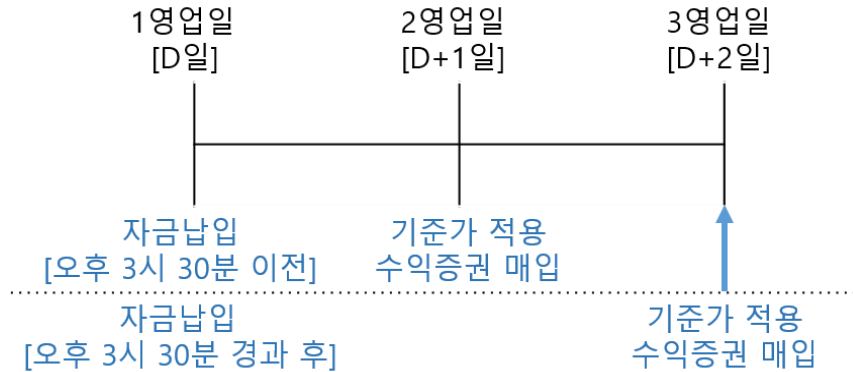 1영업일
[D일]
2영업일
[D+1일]
3영업일
[D+2일]
자금납입
[오후 3시 30분 이전]
기준가 적용
수익증권 매입
자금납입
[오후 3시 30분 경과 후]
기준가 적용
수익증권 매입